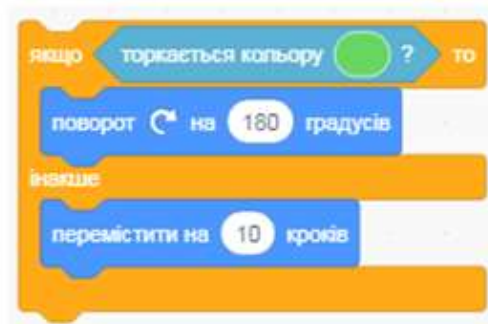 якщо торкається кольору ? то
поворот на 180 градусів
інакше
перемістити на 10 кроків